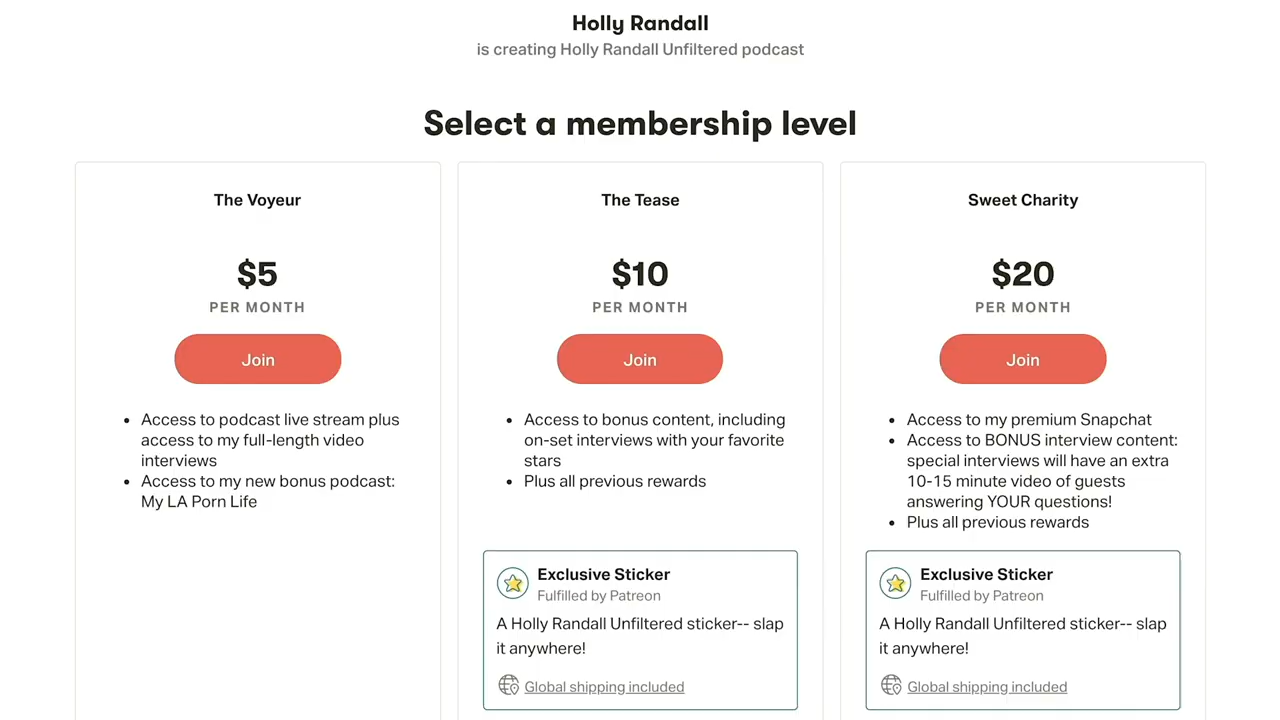 Holly Randall
is creating Holly Randall Unfiltered podcast
Select a membership level
The Voyeur
$5
PER MONTH
Join
• Access to podcast live stream plus
access to my full-length video
interviews
• Access to my new bonus podcast:
My LA Porn Life
The Tease
$10
PER MONTH
Join
• Access to bonus content, including
on-set interviews with your favorite
stars
• Plus all previous rewards
Exclusive Sticker
Fulfilled by Patreon
A Holly Randall Unfiltered sticker-- slap
it anywhere!
Global shipping included
Sweet Charity
$20
PER MONTH
Join
• Access to my premium Snapchat
• Access to BONUS interview content:
special interviews will have an extra
10-15 minute video of guests
answering YOUR questions!
• Plus all previous rewards
Exclusive Sticker
Fulfilled by Patreon
A Holly Randall Unfiltered sticker-- slap
it anywhere!
Global shipping included